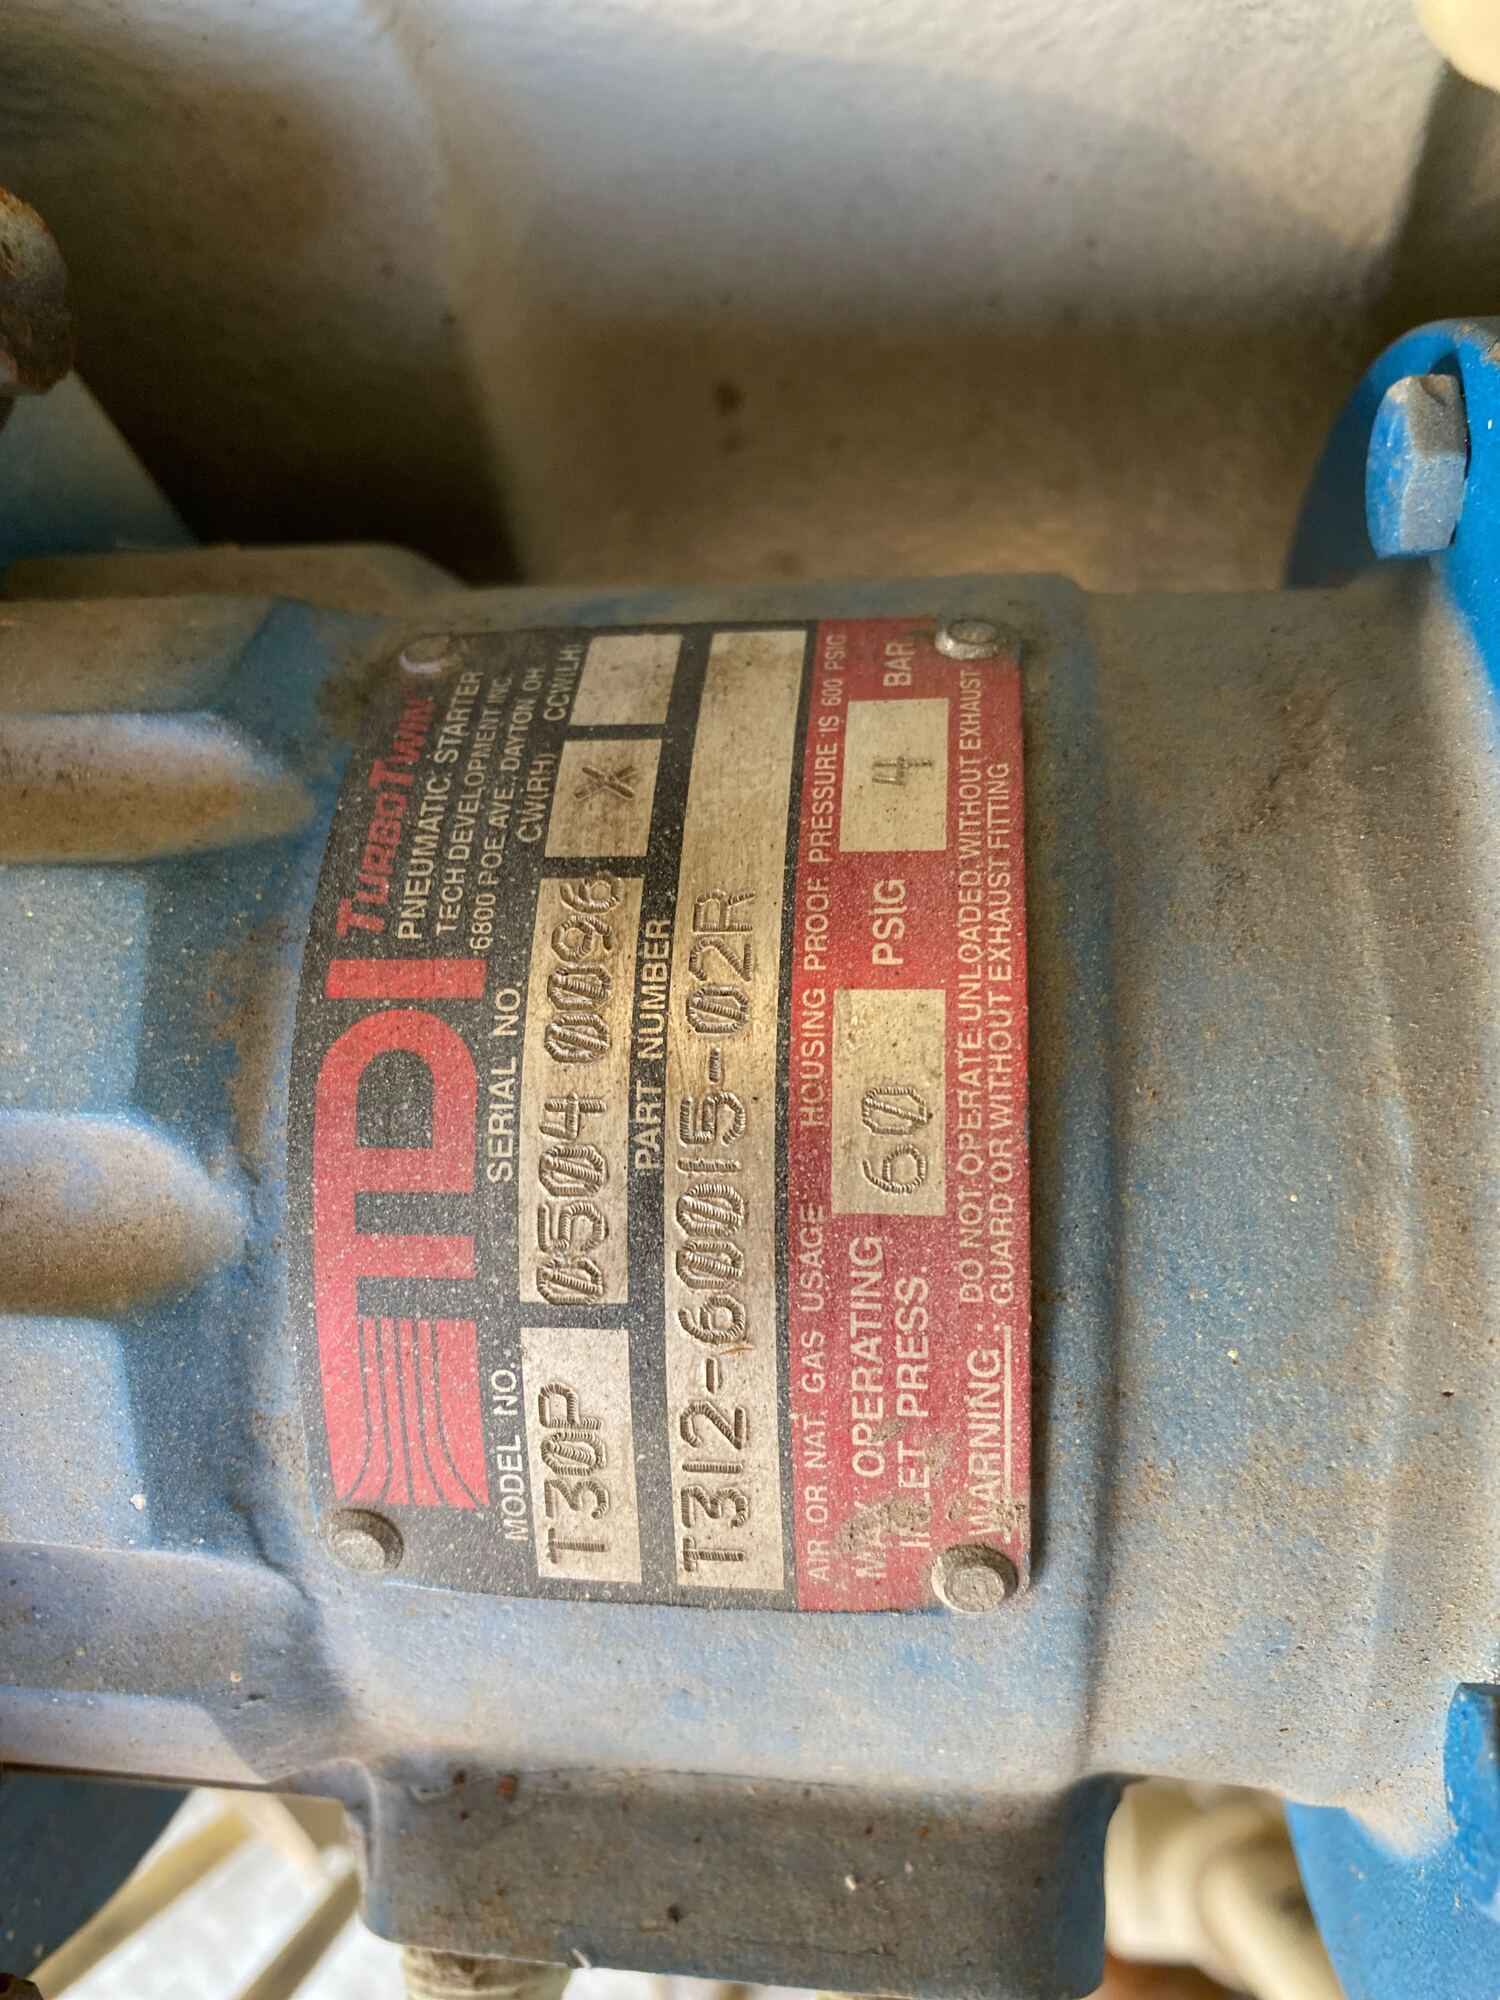 TDI
TURBOTWIN
PNEUMATIC STARTER
TECH DEVELOPMENT INC.
6800 POE AVE. DAYTON, OH.
MODEL NO. SERIAL NO. CW(RH) CCW(LH)
T30P 0504 0096 X
PART NUMBER
T312-60015-02R
AIR OR NAT. GAS USAGE: HOUSING PROOF PRESSURE IS 600 PSIG
MAX OPERATING
INLET PRESS. 60 PSIG 4 BAR
WARNING: DO NOT OPERATE UNLOADED, WITHOUT EXHAUST
GUARD OR WITHOUT EXHAUST FITTING